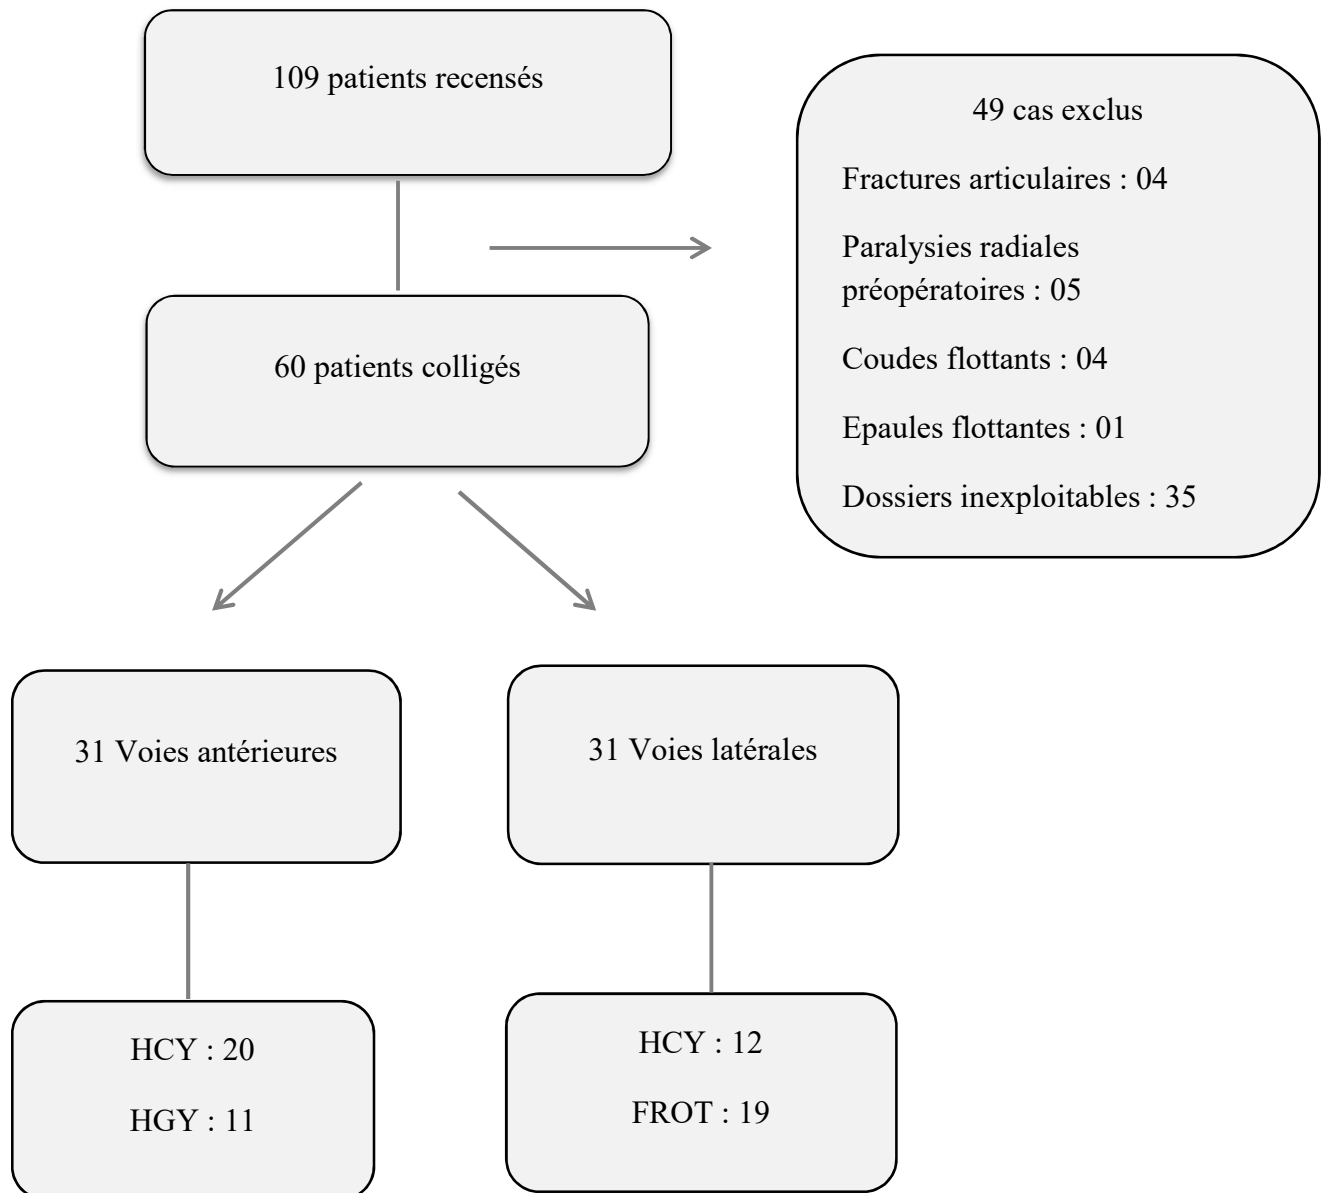 109 patients recensés
49 cas exclus
Fractures articulaires : 04
Paralysies radiales
préopératoires : 05
Coudes flottants : 04
Epaules flottantes : 01
Dossiers inexploitables : 35
60 patients colligés
31 Voies antérieures
31 Voies latérales
HCY : 20
HGY : 11
HCY : 12
FROT : 19